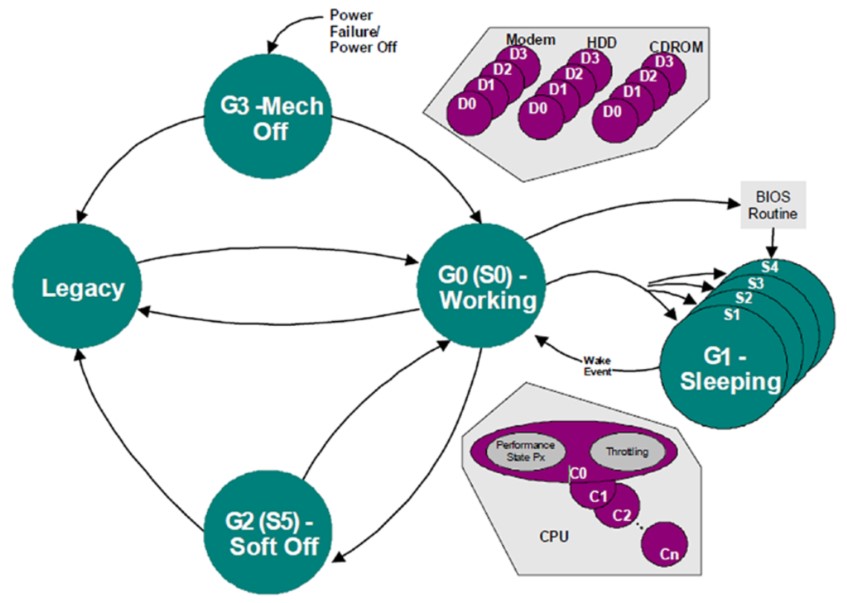 Power
Failure/
Power Off
G3 -Mech
Off
Modem
D3
D2
D1
D0
HDD
D3
D2
D1
D0
CDROM
D3
D2
D1
D0
BIOS
Routine
Legacy
G0 (S0) -
Working
S4
S3
S2
S1
G1 -
Sleeping
Wake
Event
G2 (S5) -
Soft Off
Performance
State Px
Throttling
C0
C1
C2
Cn
CPU